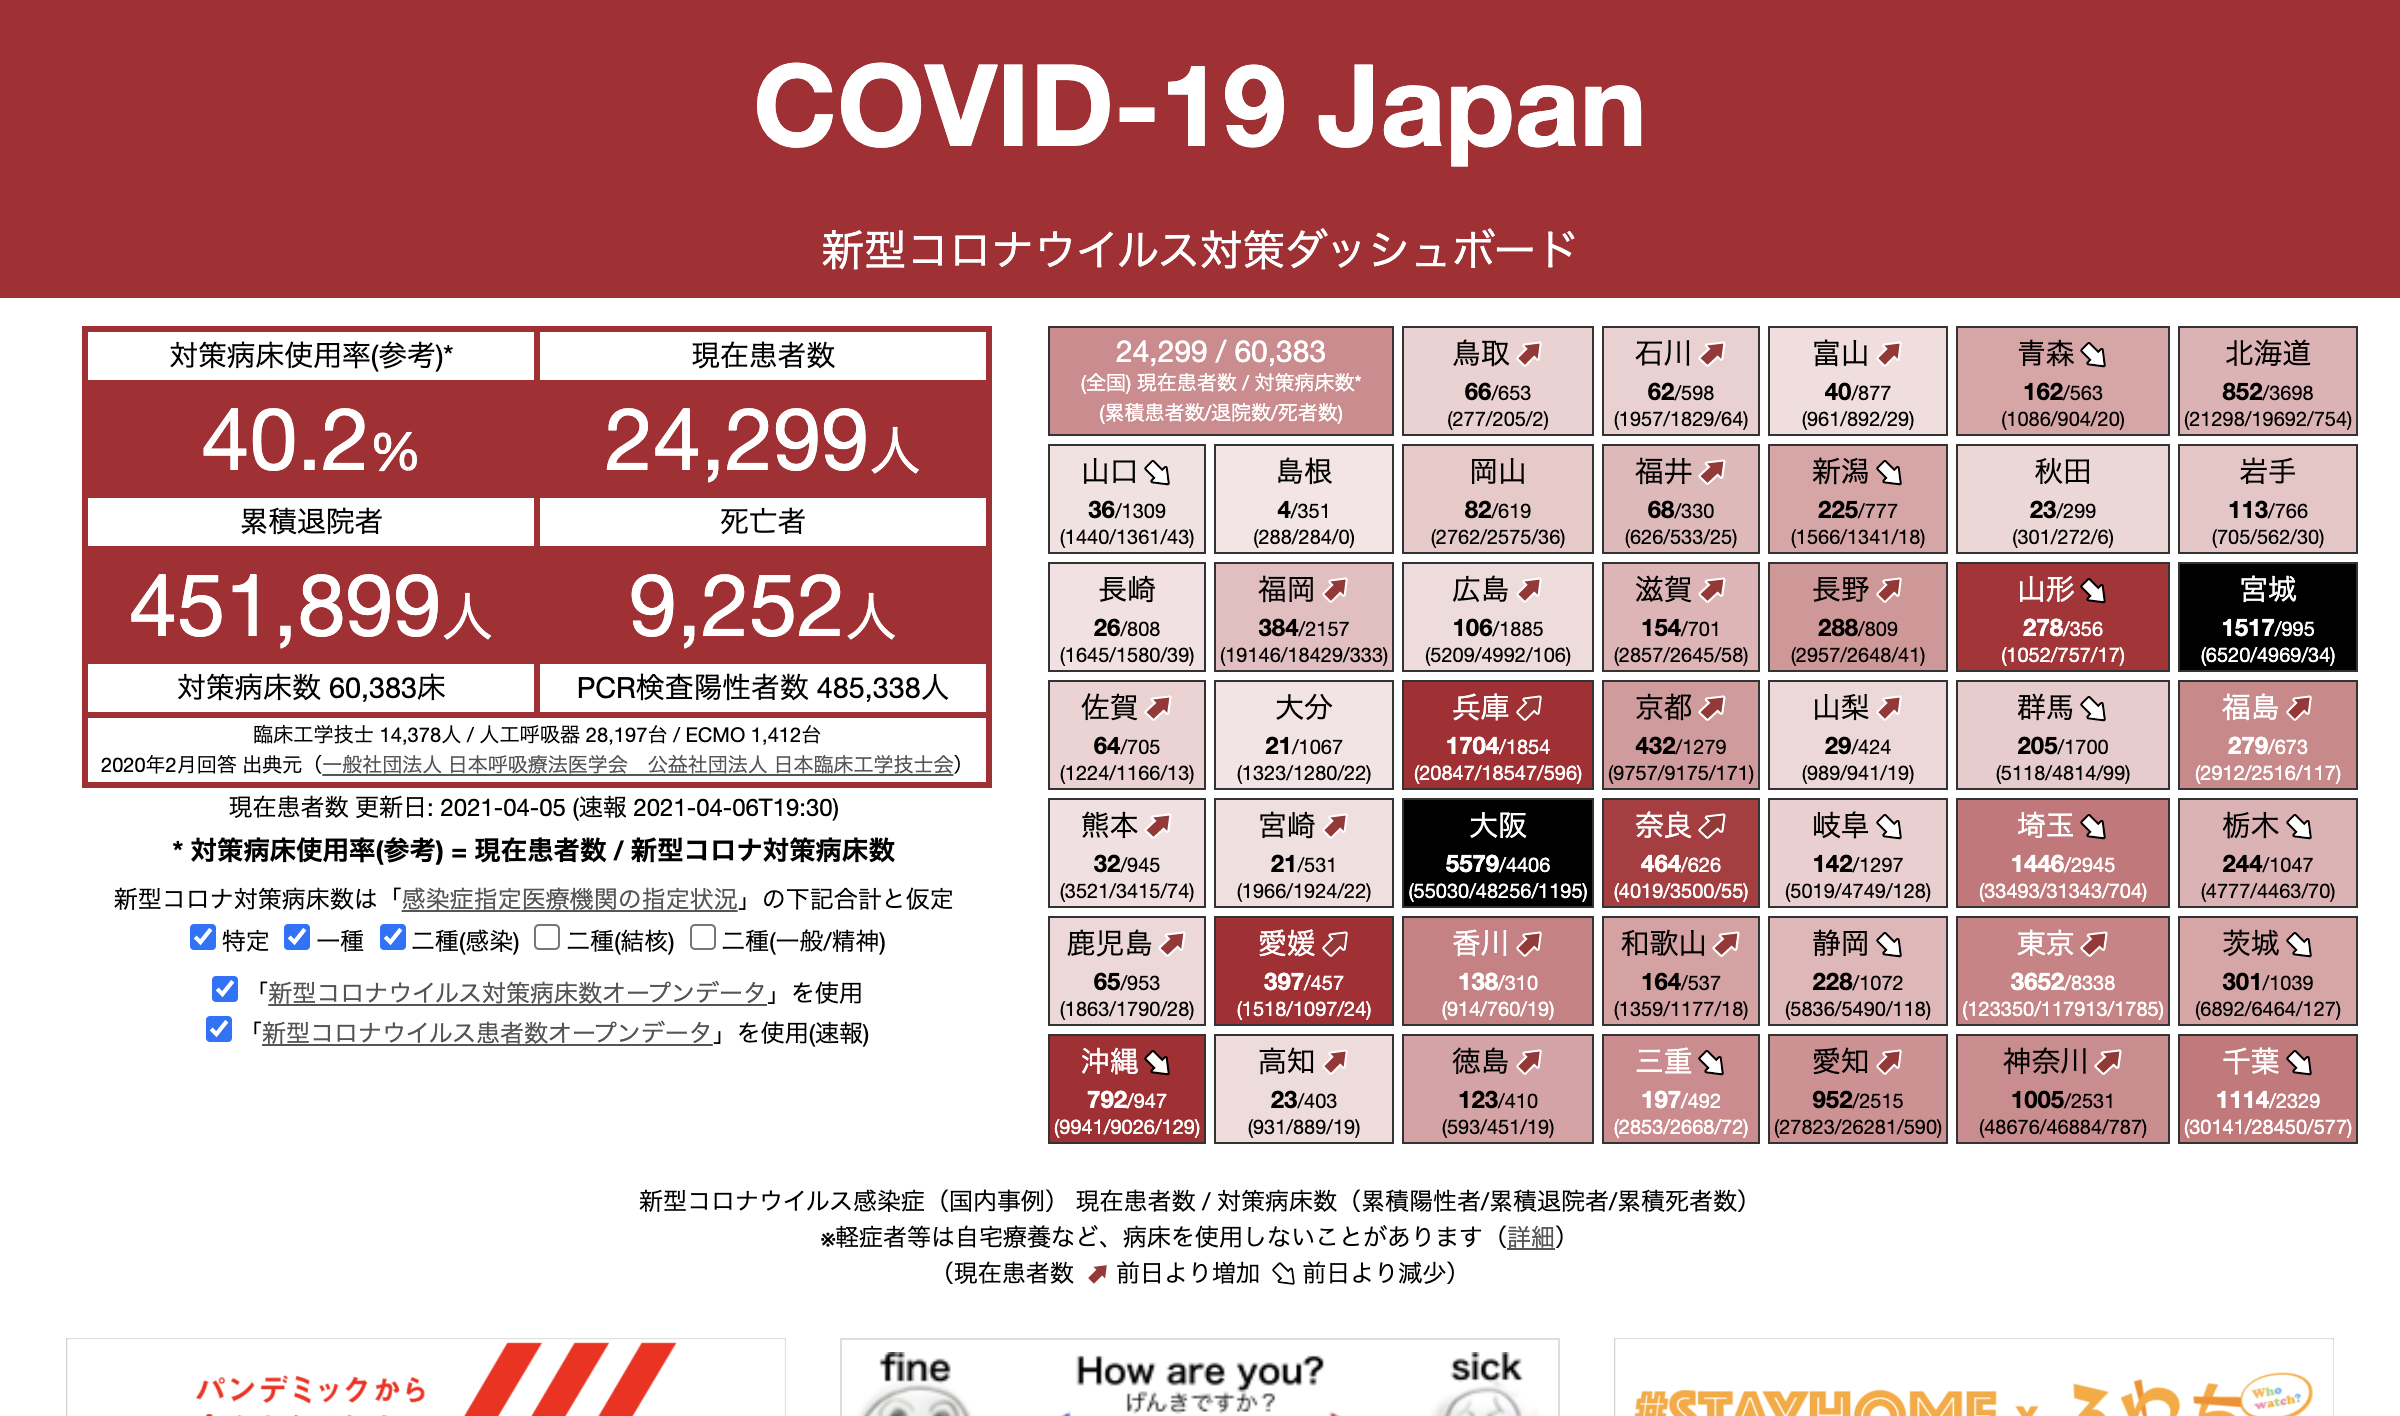 COVID-19 Japan
新型コロナウイルス対策ダッシュボード
対策病床使用率(参考)*
現在患者数
40.2%
24,299人
累積退院者
死亡者
451,899人
9,252人
対策病床数 60,383床
PCR検査陽性者数 485,338人
臨床工学技士 14,378人 / 人工呼吸器 28,197台 / ECMO 1,412台
2020年2月回答 出典元（一般社団法人 日本呼吸療法医学会　公益社団法人 日本臨床工学技士会）
現在患者数 更新日: 2021-04-05 (速報 2021-04-06T19:30)
* 対策病床使用率(参考) = 現在患者数 / 新型コロナ対策病床数
新型コロナ対策病床数は「感染症指定医療機関の指定状況」の下記合計と仮定
特定 一種 二種(感染) 二種(結核) 二種(一般/精神)
「新型コロナウイルス対策病床数オープンデータ」を使用
「新型コロナウイルス患者数オープンデータ」を使用(速報)
24,299 / 60,383
(全国) 現在患者数 / 対策病床数*
(累積患者数/退院数/死者数)
鳥取
66/653
(277/205/2)
石川
62/598
(1957/1829/64)
富山
40/877
(961/892/29)
青森
162/563
(1086/904/20)
北海道
852/3698
(21298/19692/754)
山口
36/1309
(1440/1361/43)
島根
4/351
(288/284/0)
岡山
82/619
(2762/2575/36)
福井
68/330
(626/533/25)
新潟
225/777
(1566/1341/18)
秋田
23/299
(301/272/6)
岩手
113/766
(705/562/30)
長崎
26/808
(1645/1580/39)
福岡
384/2157
(19146/18429/333)
広島
106/1885
(5209/4992/106)
滋賀
154/701
(2857/2645/58)
長野
288/809
(2957/2648/41)
山形
278/356
(1052/757/17)
宮城
1517/995
(6520/4969/34)
佐賀
64/705
(1224/1166/13)
大分
21/1067
(1323/1280/22)
兵庫
1704/1854
(20847/18547/596)
京都
432/1279
(9757/9175/171)
山梨
29/424
(989/941/19)
群馬
205/1700
(5118/4814/99)
福島
279/673
(2912/2516/117)
熊本
32/945
(3521/3415/74)
宮崎
21/531
(1966/1924/22)
大阪
5579/4406
(55030/48256/1195)
奈良
464/626
(4019/3500/55)
岐阜
142/1297
(5019/4749/128)
埼玉
1446/2945
(33493/31343/704)
栃木
244/1047
(4777/4463/70)
鹿児島
65/953
(1863/1790/28)
愛媛
397/457
(1518/1097/24)
香川
138/310
(914/760/19)
和歌山
164/537
(1359/1177/18)
静岡
228/1072
(5836/5490/118)
東京
3652/8338
(123350/117913/1785)
茨城
301/1039
(6892/6464/127)
沖縄
792/947
(9941/9026/129)
高知
23/403
(931/889/19)
徳島
123/410
(593/451/19)
三重
197/492
(2853/2668/72)
愛知
952/2515
(27823/26281/590)
神奈川
1005/2531
(48676/46884/787)
千葉
1114/2329
(30141/28450/577)
新型コロナウイルス感染症（国内事例） 現在患者数 / 対策病床数（累積陽性者/累積退院者/累積死者数）
※軽症者等は自宅療養など、病床を使用しないことがあります（詳細）
（現在患者数 前日より増加 前日より減少）
パンデミックから
fine
How are you?
げんきですか？
sick
#STAYHOME ×
Who watch?